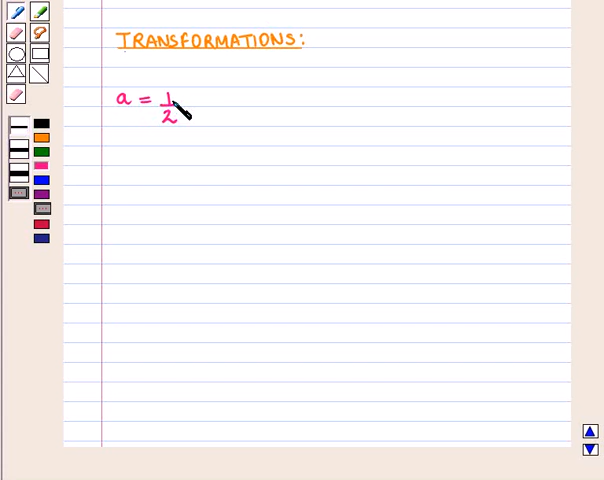 TRANSFORMATIONS:
a = 1/2